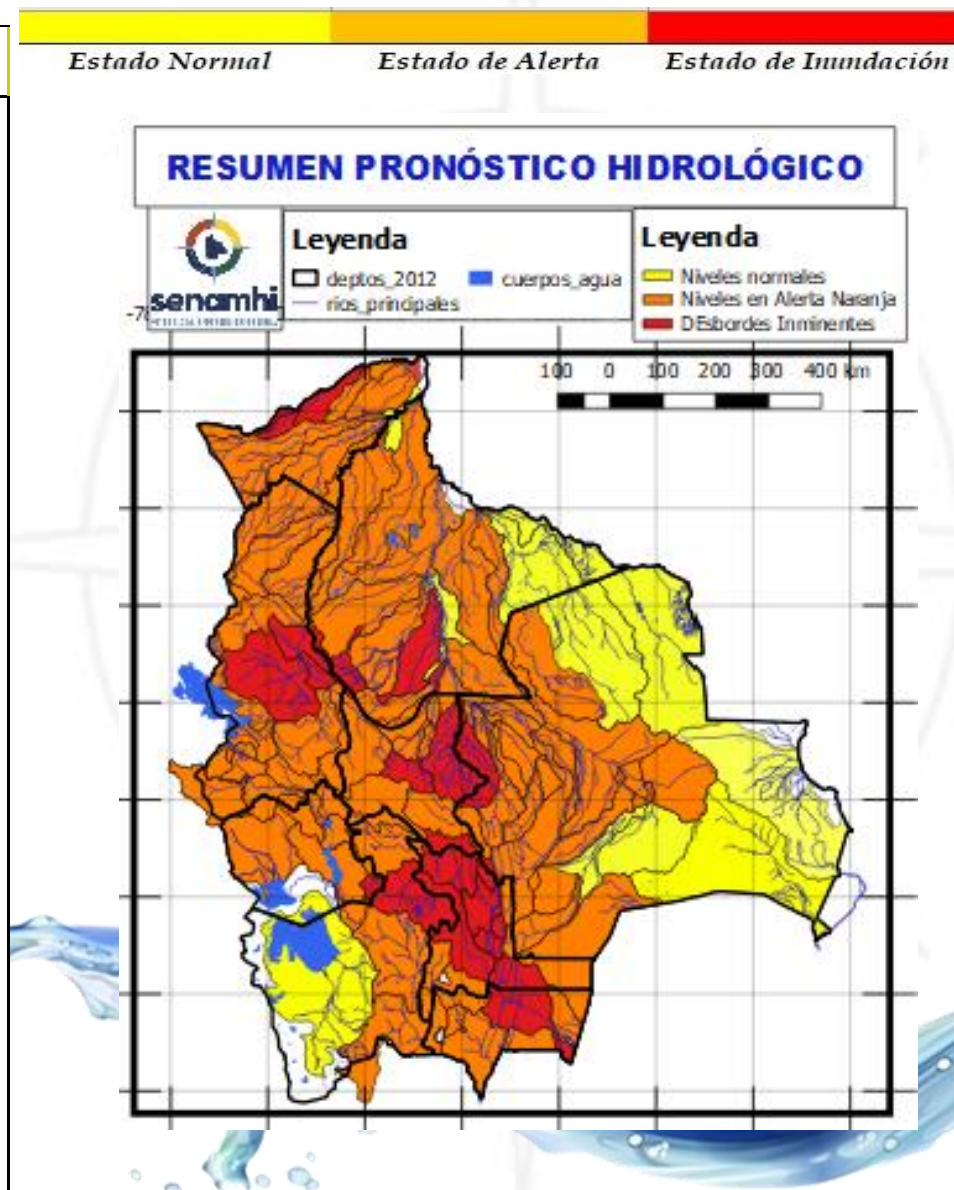 Estado Normal Estado de Alerta Estado de Inundación
RESUMEN PRONÓSTICO HIDROLÓGICO
senamhi
Leyenda
deptos_2012 cuerpos_agua
rios_principales
Leyenda
Niveles normales
Niveles en Alerta Naranja
DEsbordes Inminentes
100 0 100 200 300 400 km